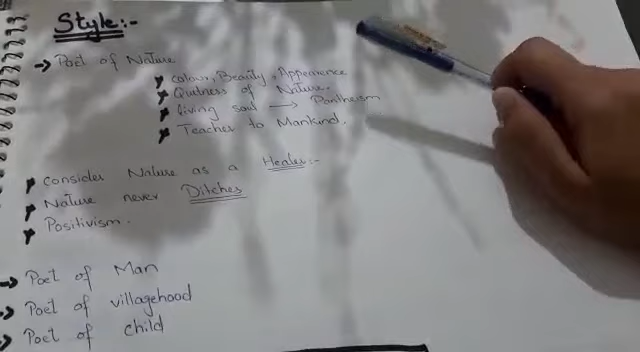 Style:-
→ Poet of Nature
Colour, Beauty, Appearence
Quietness of Nature.
living soul → Pantheism
Teaches to Mankind.
Consider Nature as a Healer:-
Nature never Ditches
Positivism.
→ Poet of Man
→ Poet of villagehood
→ Poet of child